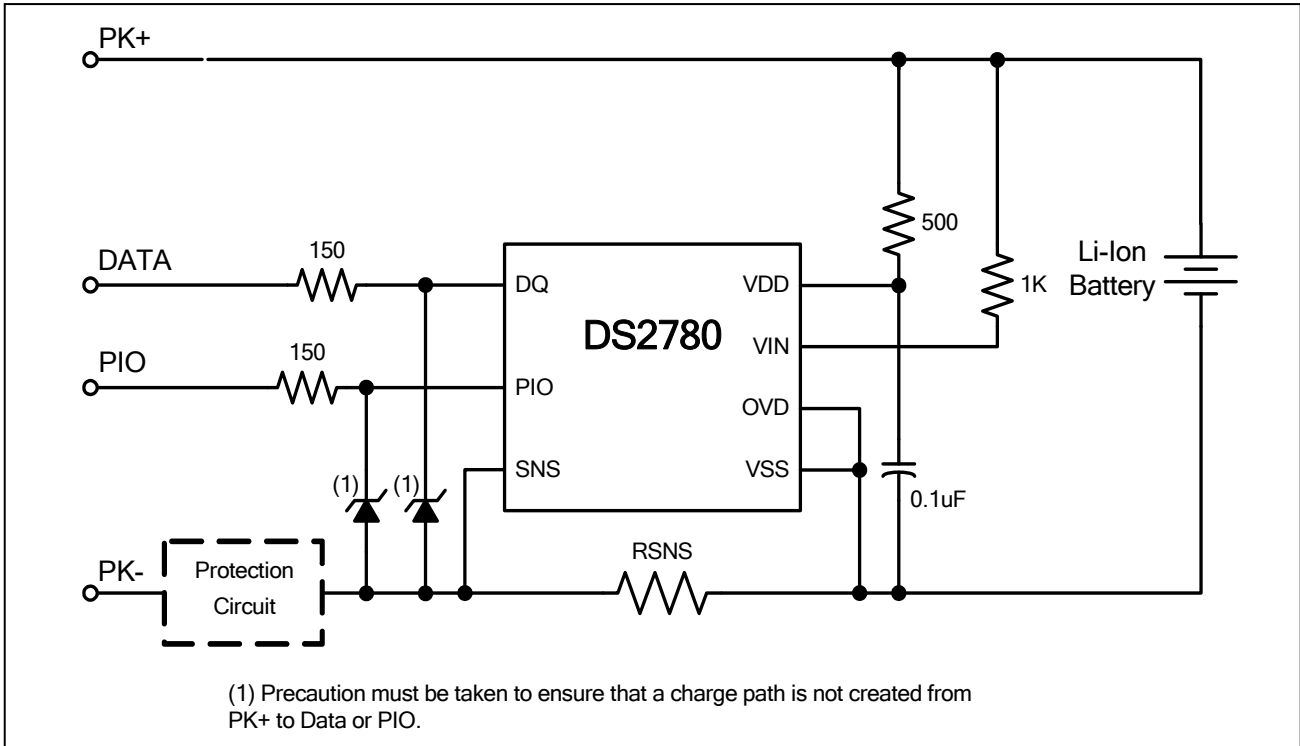 PK+
500
DATA
150
DQ
VDD
Li-Ion
Battery
1K
DS2780
VIN
PIO
150
PIO
OVD
SNS
VSS
(1)
(1)
0.1uF
RSNS
PK-
Protection
Circuit
(1) Precaution must be taken to ensure that a charge path is not created from
PK+ to Data or PIO.